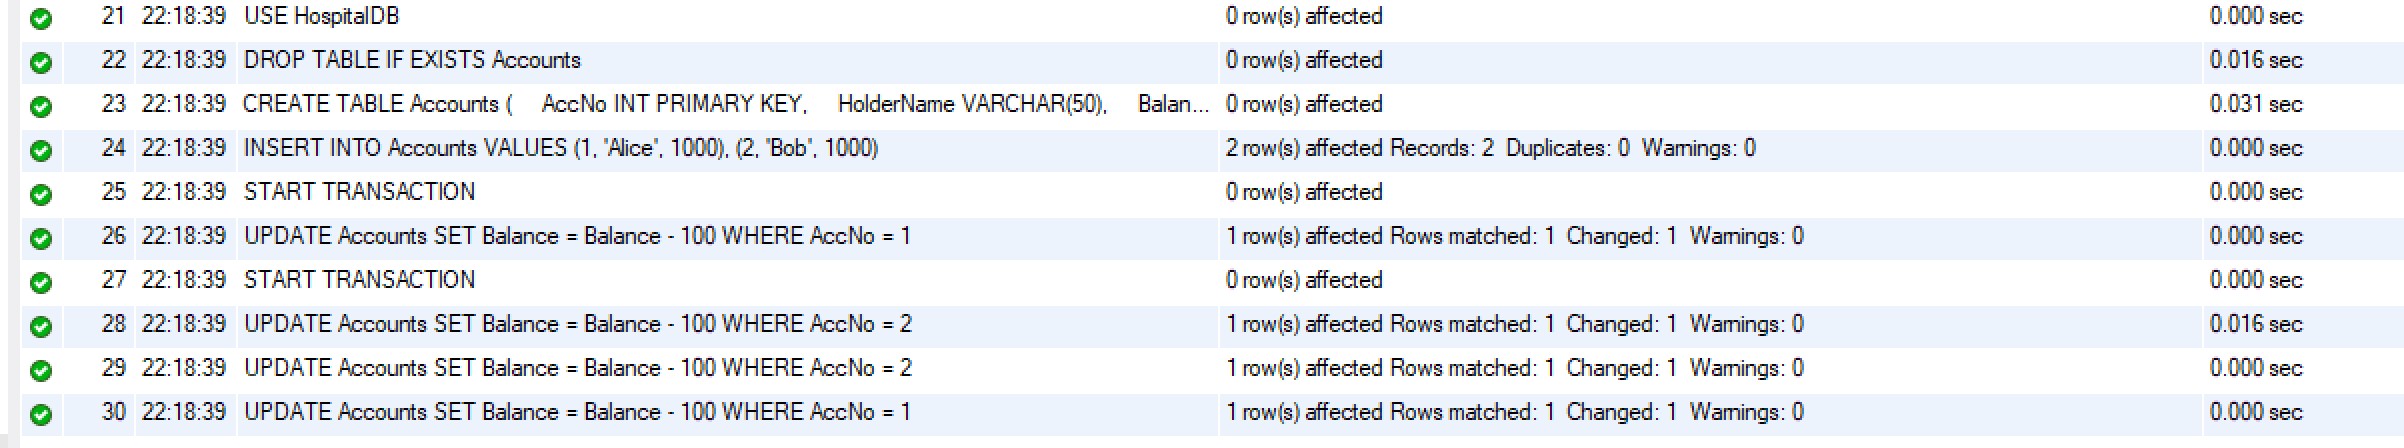 21 22:18:39 USE HospitalDB 0 row(s) affected 0.000 sec
22 22:18:39 DROP TABLE IF EXISTS Accounts 0 row(s) affected 0.016 sec
23 22:18:39 CREATE TABLE Accounts (     AccNo INT PRIMARY KEY,     HolderName VARCHAR(50),     Balan... 0 row(s) affected 0.031 sec
24 22:18:39 INSERT INTO Accounts VALUES (1, 'Alice', 1000), (2, 'Bob', 1000) 2 row(s) affected Records: 2  Duplicates: 0  Warnings: 0 0.000 sec
25 22:18:39 START TRANSACTION 0 row(s) affected 0.000 sec
26 22:18:39 UPDATE Accounts SET Balance = Balance - 100 WHERE AccNo = 1 1 row(s) affected Rows matched: 1  Changed: 1  Warnings: 0 0.000 sec
27 22:18:39 START TRANSACTION 0 row(s) affected 0.000 sec
28 22:18:39 UPDATE Accounts SET Balance = Balance - 100 WHERE AccNo = 2 1 row(s) affected Rows matched: 1  Changed: 1  Warnings: 0 0.016 sec
29 22:18:39 UPDATE Accounts SET Balance = Balance - 100 WHERE AccNo = 2 1 row(s) affected Rows matched: 1  Changed: 1  Warnings: 0 0.000 sec
30 22:18:39 UPDATE Accounts SET Balance = Balance - 100 WHERE AccNo = 1 1 row(s) affected Rows matched: 1  Changed: 1  Warnings: 0 0.000 sec